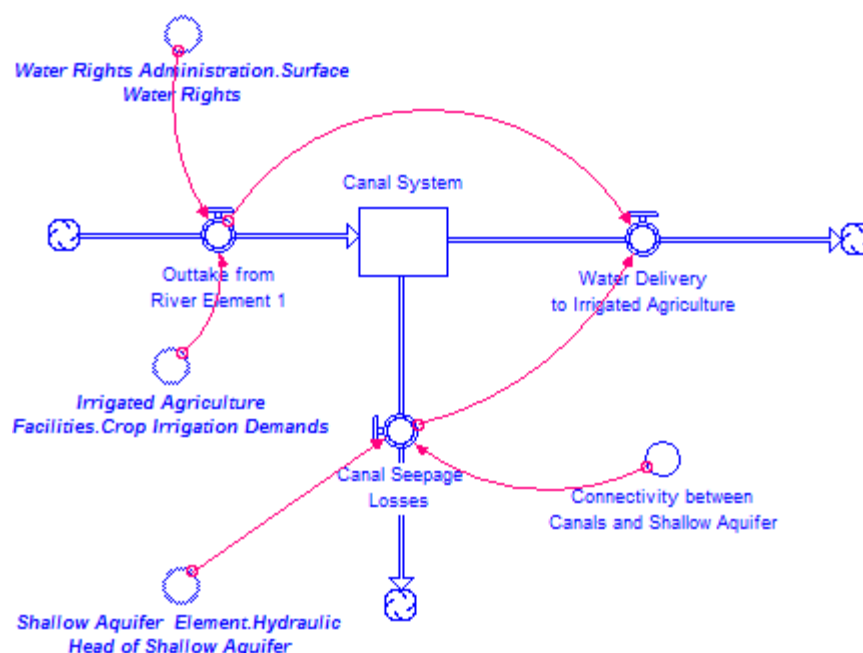 Water Rights Administration.Surface
Water Rights
Canal System
Outtake from
River Element 1
Water Delivery
to Irrigated Agriculture
Irrigated Agriculture
Facilities.Crop Irrigation Demands
Canal Seepage
Losses
Connectivity between
Canals and Shallow Aquifer
Shallow Aquifer Element.Hydraulic
Head of Shallow Aquifer